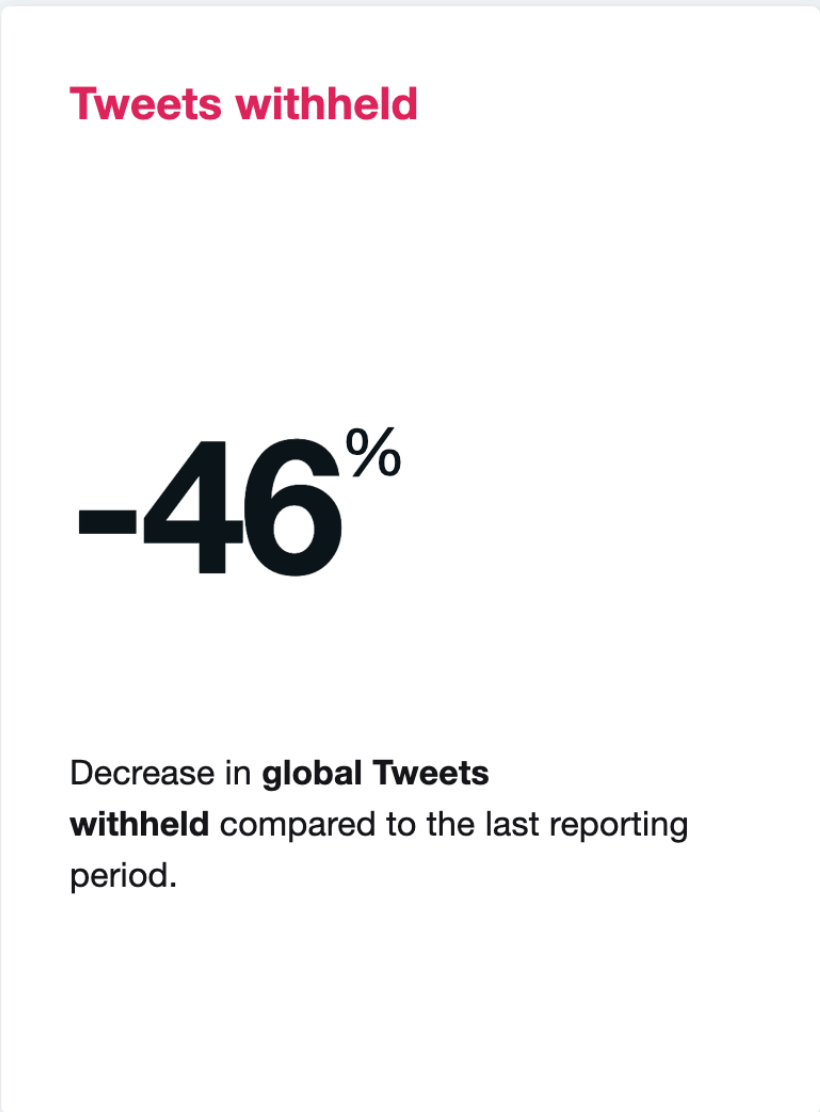 Tweets withheld
-46%
Decrease in global Tweets
withheld compared to the last reporting
period.